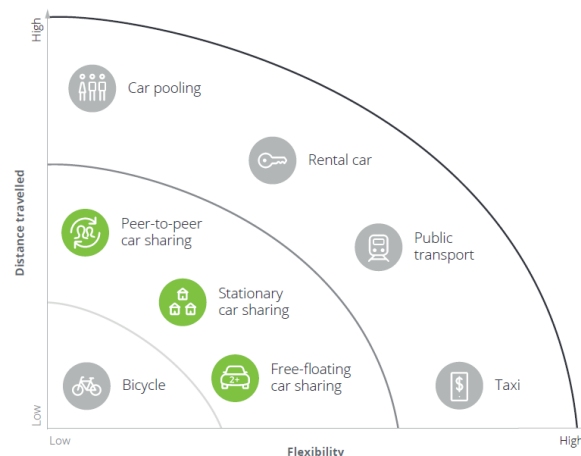 High
Distance travelled
Low
Car pooling
Rental car
Peer-to-peer
car sharing
Public
transport
Stationary
car sharing
Free-floating
car sharing
2+
Bicycle
$
Taxi
Low
Flexibility
High